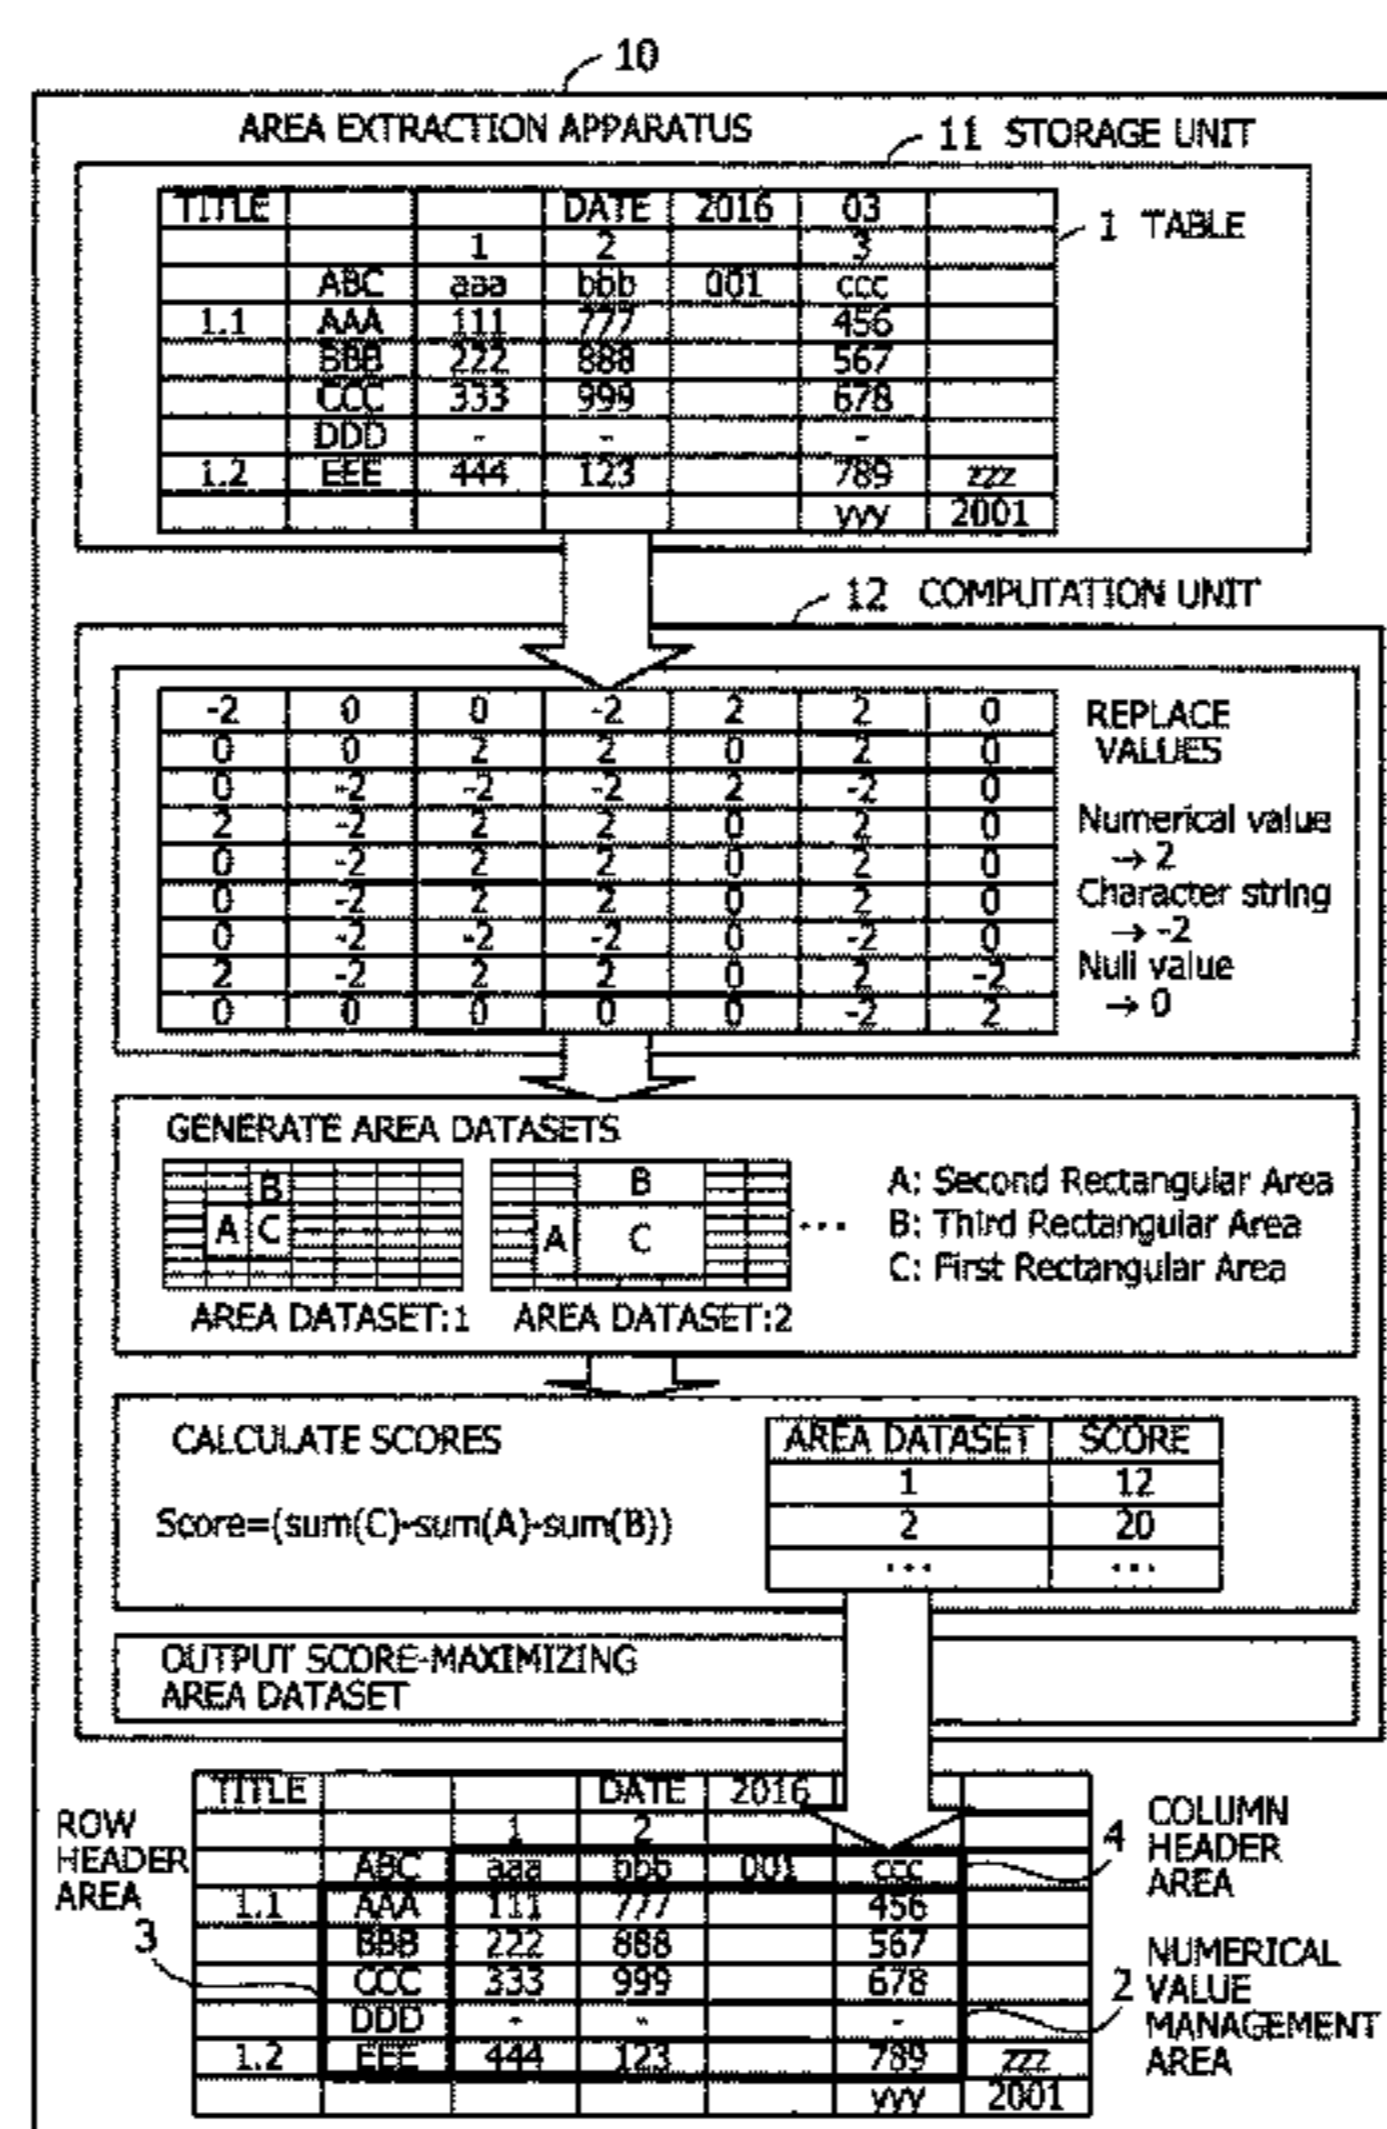 10
AREA EXTRACTION APPARATUS
11 STORAGE UNIT
TITLE DATE 2016 03
1 2 3
1 TABLE
ABC aaa bbb 001 ccc
1.1 AAA 111 777 456
BBB 222 888 567
CCC 333 999 678
DDD - - -
1.2 EEE 444 123 789 zzz
yyy 2001
12 COMPUTATION UNIT
-2 0 0 -2 2 2 0
0 0 2 2 0 2 0
0 -2 -2 -2 2 -2 0
2 -2 2 2 0 2 0
0 -2 2 2 0 2 0
0 -2 2 2 0 2 0
0 -2 -2 -2 0 -2 0
2 -2 2 2 0 2 -2
0 0 0 0 0 -2 2
REPLACE
VALUES
Numerical value
→ 2
Character string
→ -2
Null value
→ 0
GENERATE AREA DATASETS
B
A C
AREA DATASET:1
B
A C
AREA DATASET:2
...
A: Second Rectangular Area
B: Third Rectangular Area
C: First Rectangular Area
CALCULATE SCORES
Score=(sum(C)-sum(A)-sum(B))
AREA DATASET SCORE
1 12
2 20
... ...
OUTPUT SCORE-MAXIMIZING
AREA DATASET
TITLE DATE 2016
1 2
ABC aaa bbb 001 ccc
1.1 AAA 111 777 456
BBB 222 888 567
CCC 333 999 678
DDD - - -
1.2 EEE 444 123 789 zzz
yyy 2001
ROW
HEADER
AREA
3
4 COLUMN
HEADER
AREA
2 NUMERICAL
VALUE
MANAGEMENT
AREA